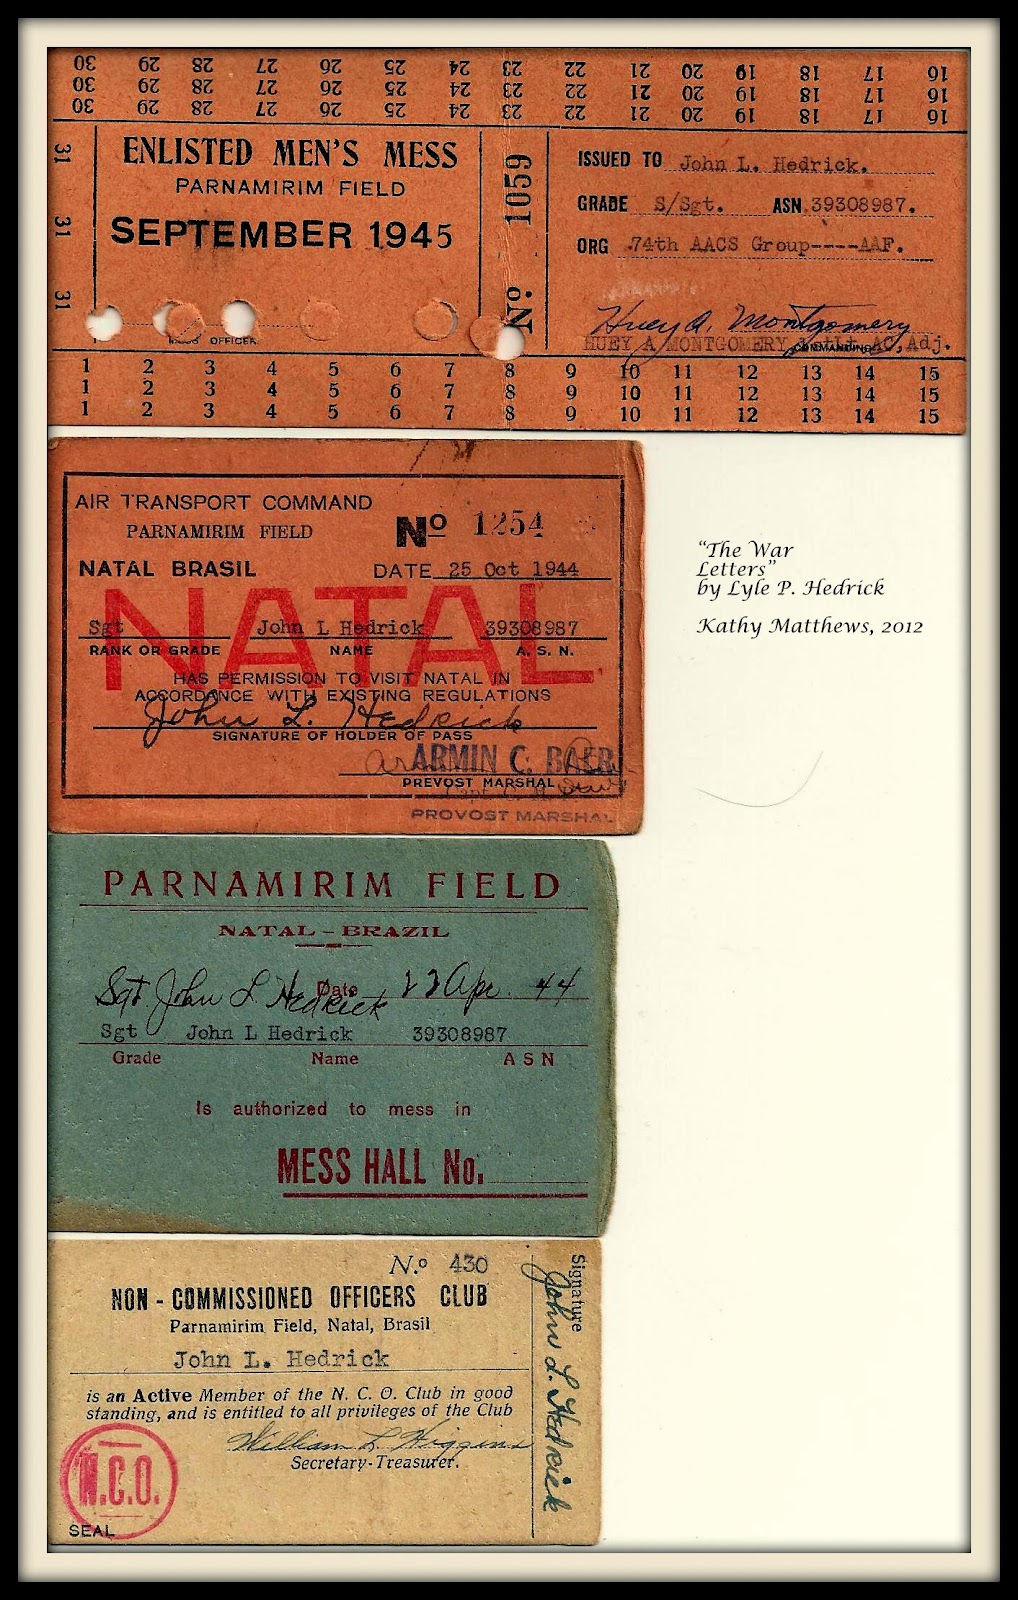 30 29 28 27 26 25 24 23 22 21 20 19 18 17 16
30 29 28 27 26 25 24 23 22 21 20 19 18 17 16
30 29 28 27 26 25 24 23 22 21 20 19 18 17 16
31
31
31
ENLISTED MEN'S MESS
PARNAMIRIM FIELD
SEPTEMBER 1945
MESS OFFICER
Nº 1059
ISSUED TO John L. Hedrick.
GRADE S/Sgt. ASN 39308987.
ORG 74th AACS Group----AAF.
Huey A. Montgomery
HUEY A MONTGOMERY, 1stLt AC, Adj.
COMMANDING
1 2 3 4 5 6 7 8 9 10 11 12 13 14 15
1 2 3 4 5 6 7 8 9 10 11 12 13 14 15
1 2 3 4 5 6 7 8 9 10 11 12 13 14 15
AIR TRANSPORT COMMAND
PARNAMIRIM FIELD
Nº 1254
NATAL BRASIL
DATE 25 Oct 1944
NATAL
Sgt John L Hedrick 39308987
RANK OR GRADE NAME A. S. N.
HAS PERMISSION TO VISIT NATAL IN
ACCORDANCE WITH EXISTING REGULATIONS
John L. Hedrick
SIGNATURE OF HOLDER OF PASS
ARMIN C. BAER
PREVOST MARSHAL
PROVOST MARSHAL
"The War
Letters"
by Lyle P. Hedrick
Kathy Matthews, 2012
PARNAMIRIM FIELD
NATAL - BRAZIL
Sgt John L Hedrick Date 22 Apr. 44
Sgt John L Hedrick 39308987
Grade Name A S N
Is authorized to mess in
MESS HALL No.
N.º 430
NON - COMMISSIONED OFFICERS CLUB
Parnamirim Field, Natal, Brasil
John L. Hedrick
is an Active Member of the N. C. O. Club in good
standing, and is entitled to all privileges of the Club
William L. Higgins
Secretary-Treasurer.
N.C.O.
SEAL
Signature
John L. Hedrick